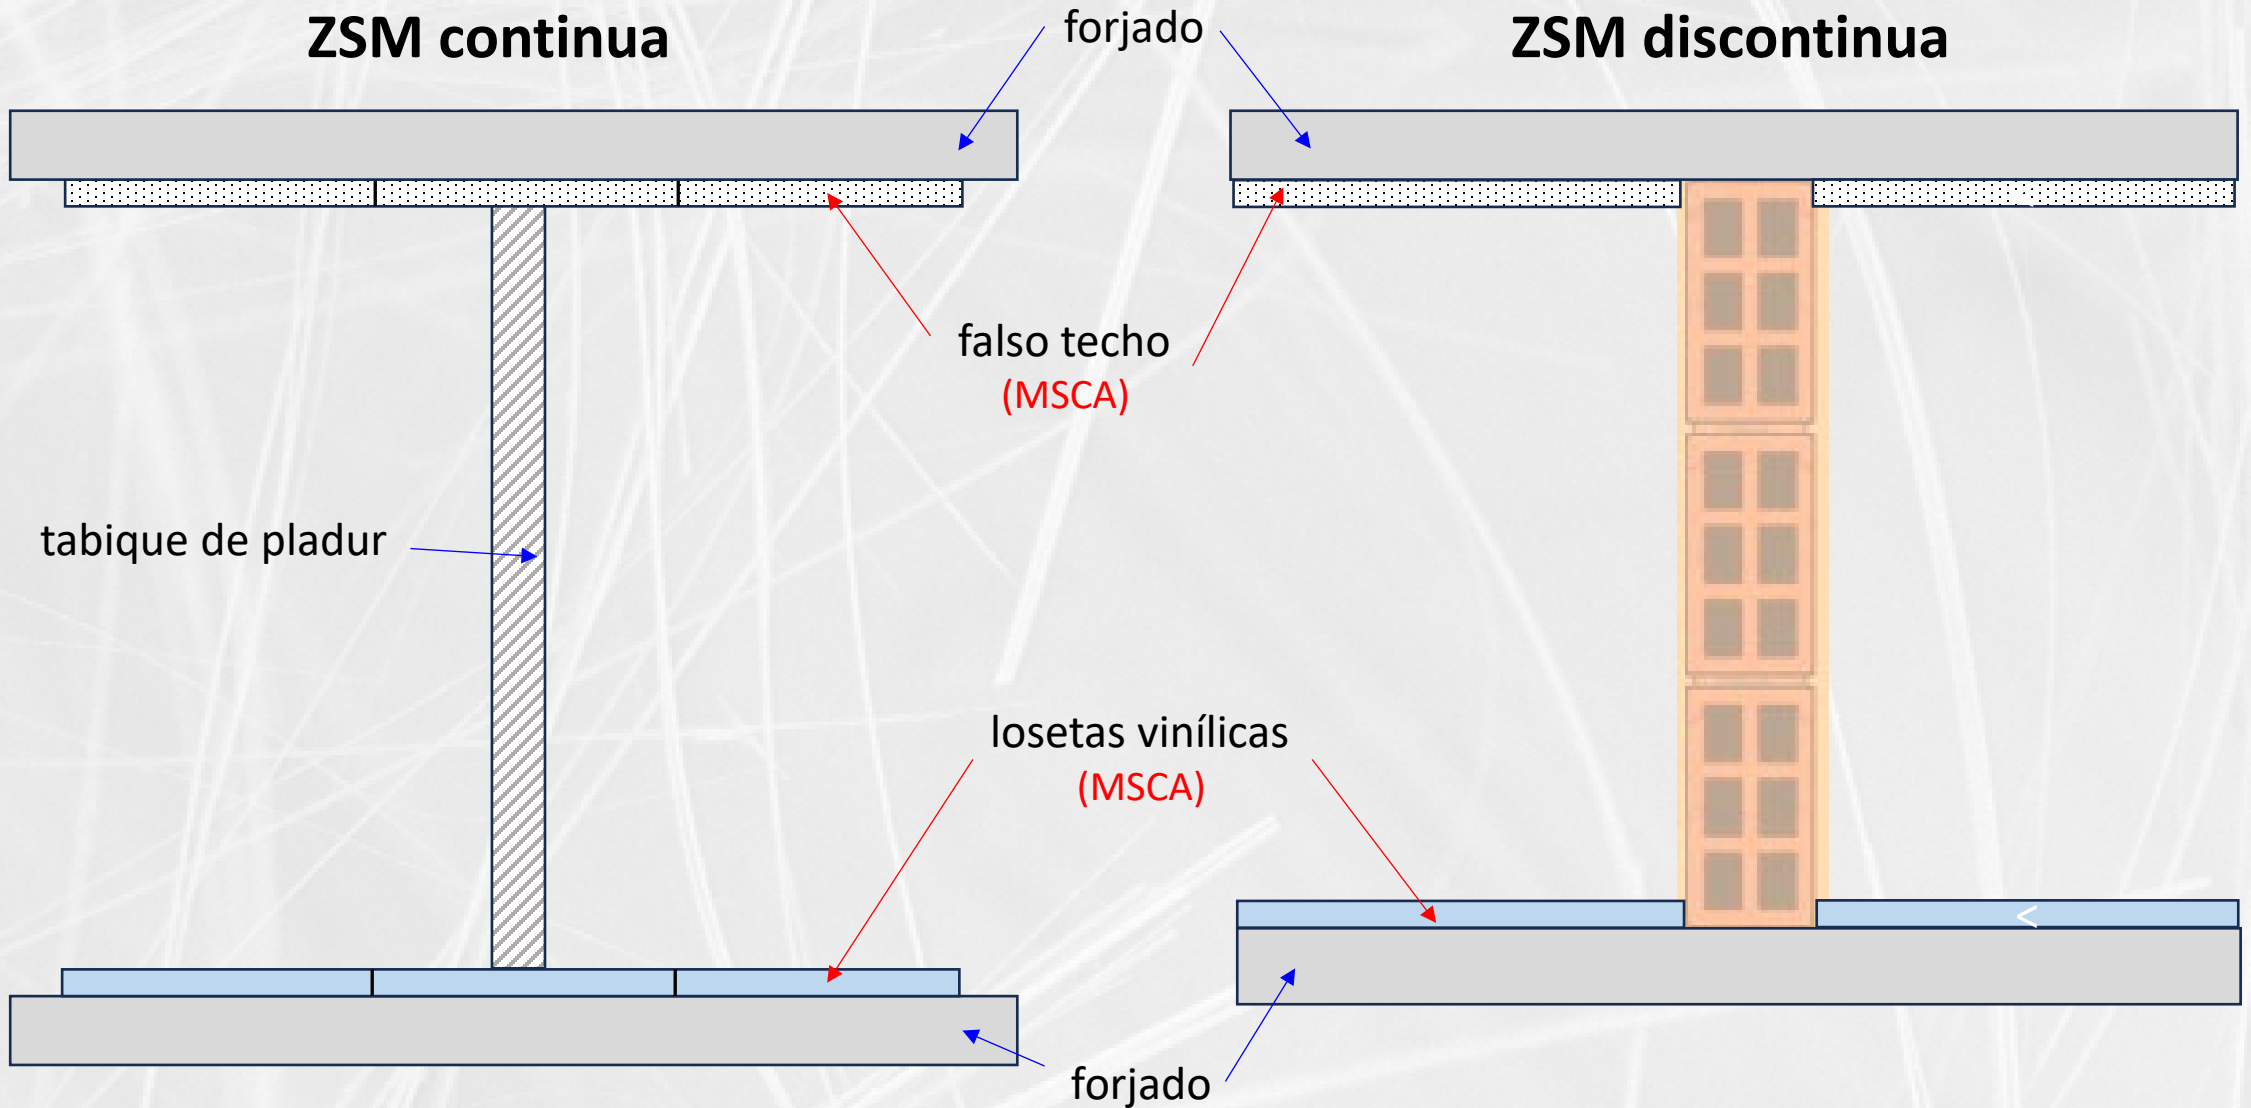 ZSM continua
forjado
ZSM discontinua
falso techo
(MSCA)
tabique de pladur
losetas vinílicas
(MSCA)
<
forjado